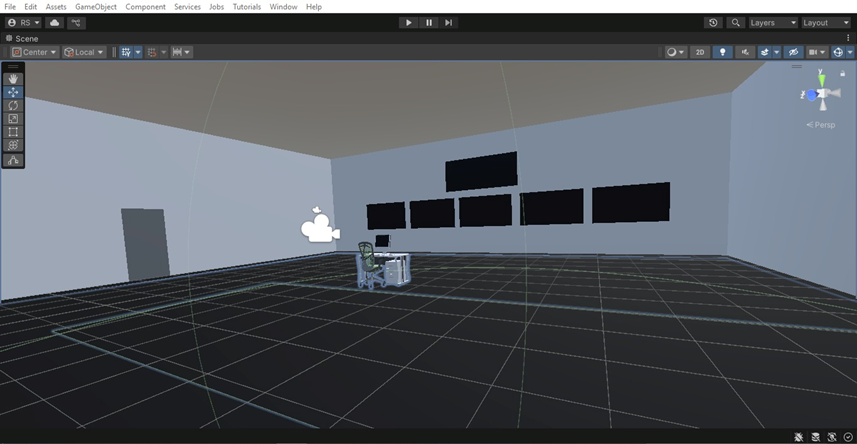 File Edit Assets GameObject Component Services Jobs Tutorials Window Help
RS Layers Layout
Scene
Center Local 2D
y
z
Persp